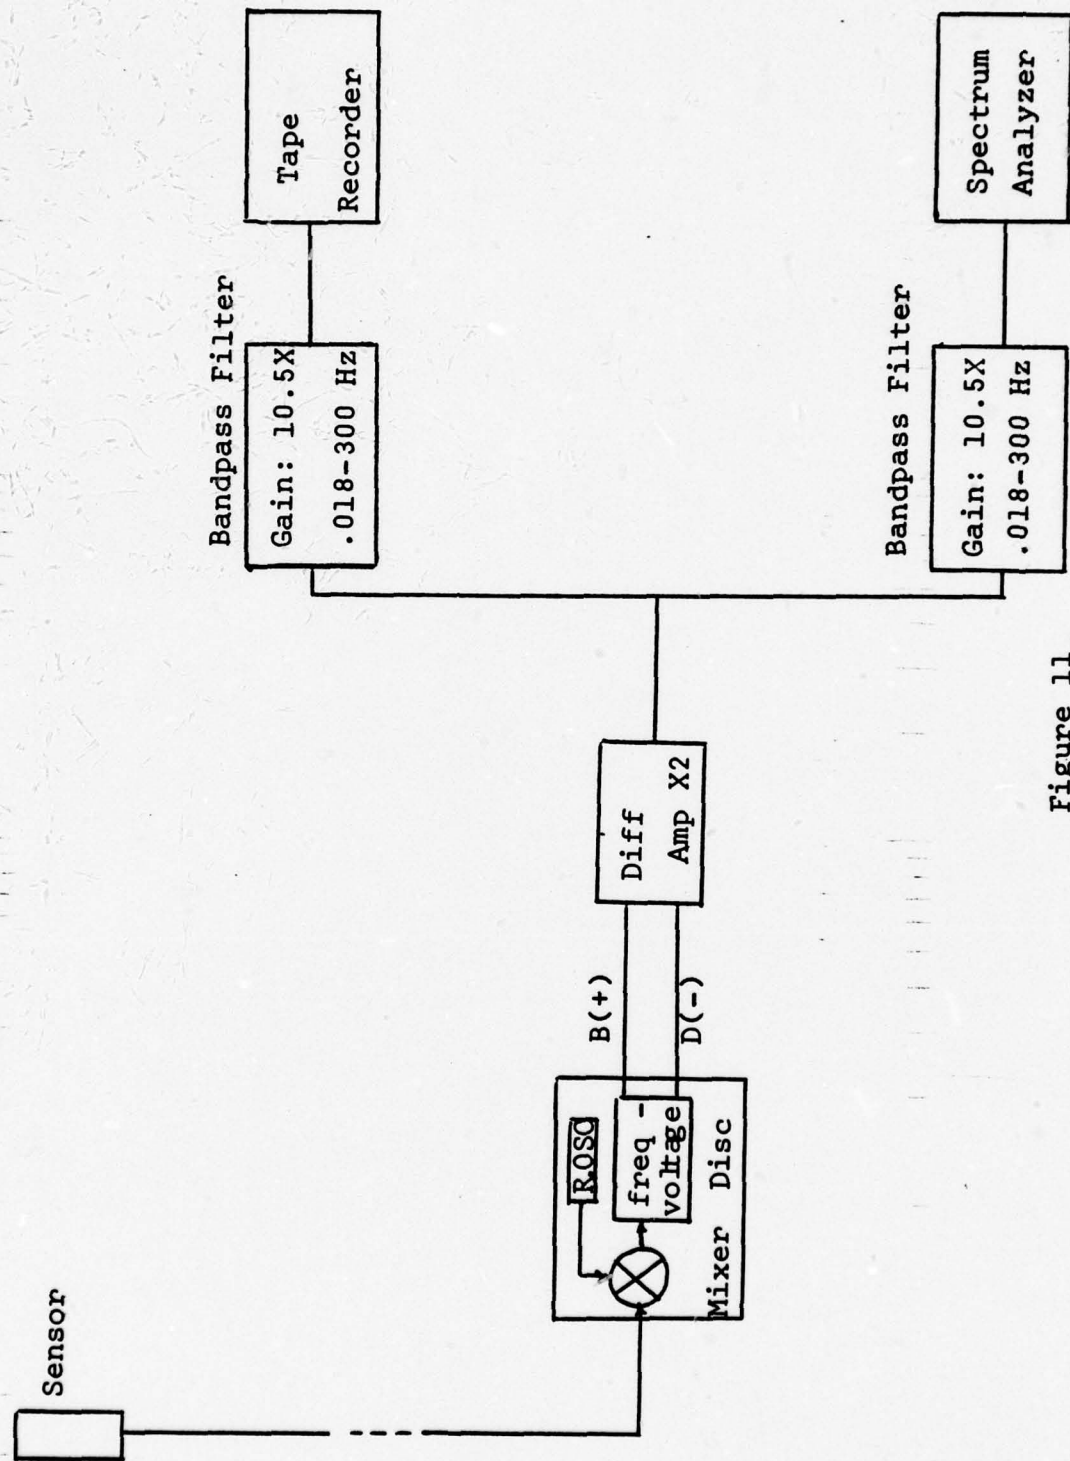 Sensor
R.OSC
freq -
voltage
Mixer Disc
B(+)
D(-)
Diff
Amp X2
Bandpass Filter
Gain: 10.5X
.018-300 Hz
Tape
Recorder
Bandpass Filter
Gain: 10.5X
.018-300 Hz
Spectrum
Analyzer
Figure 11